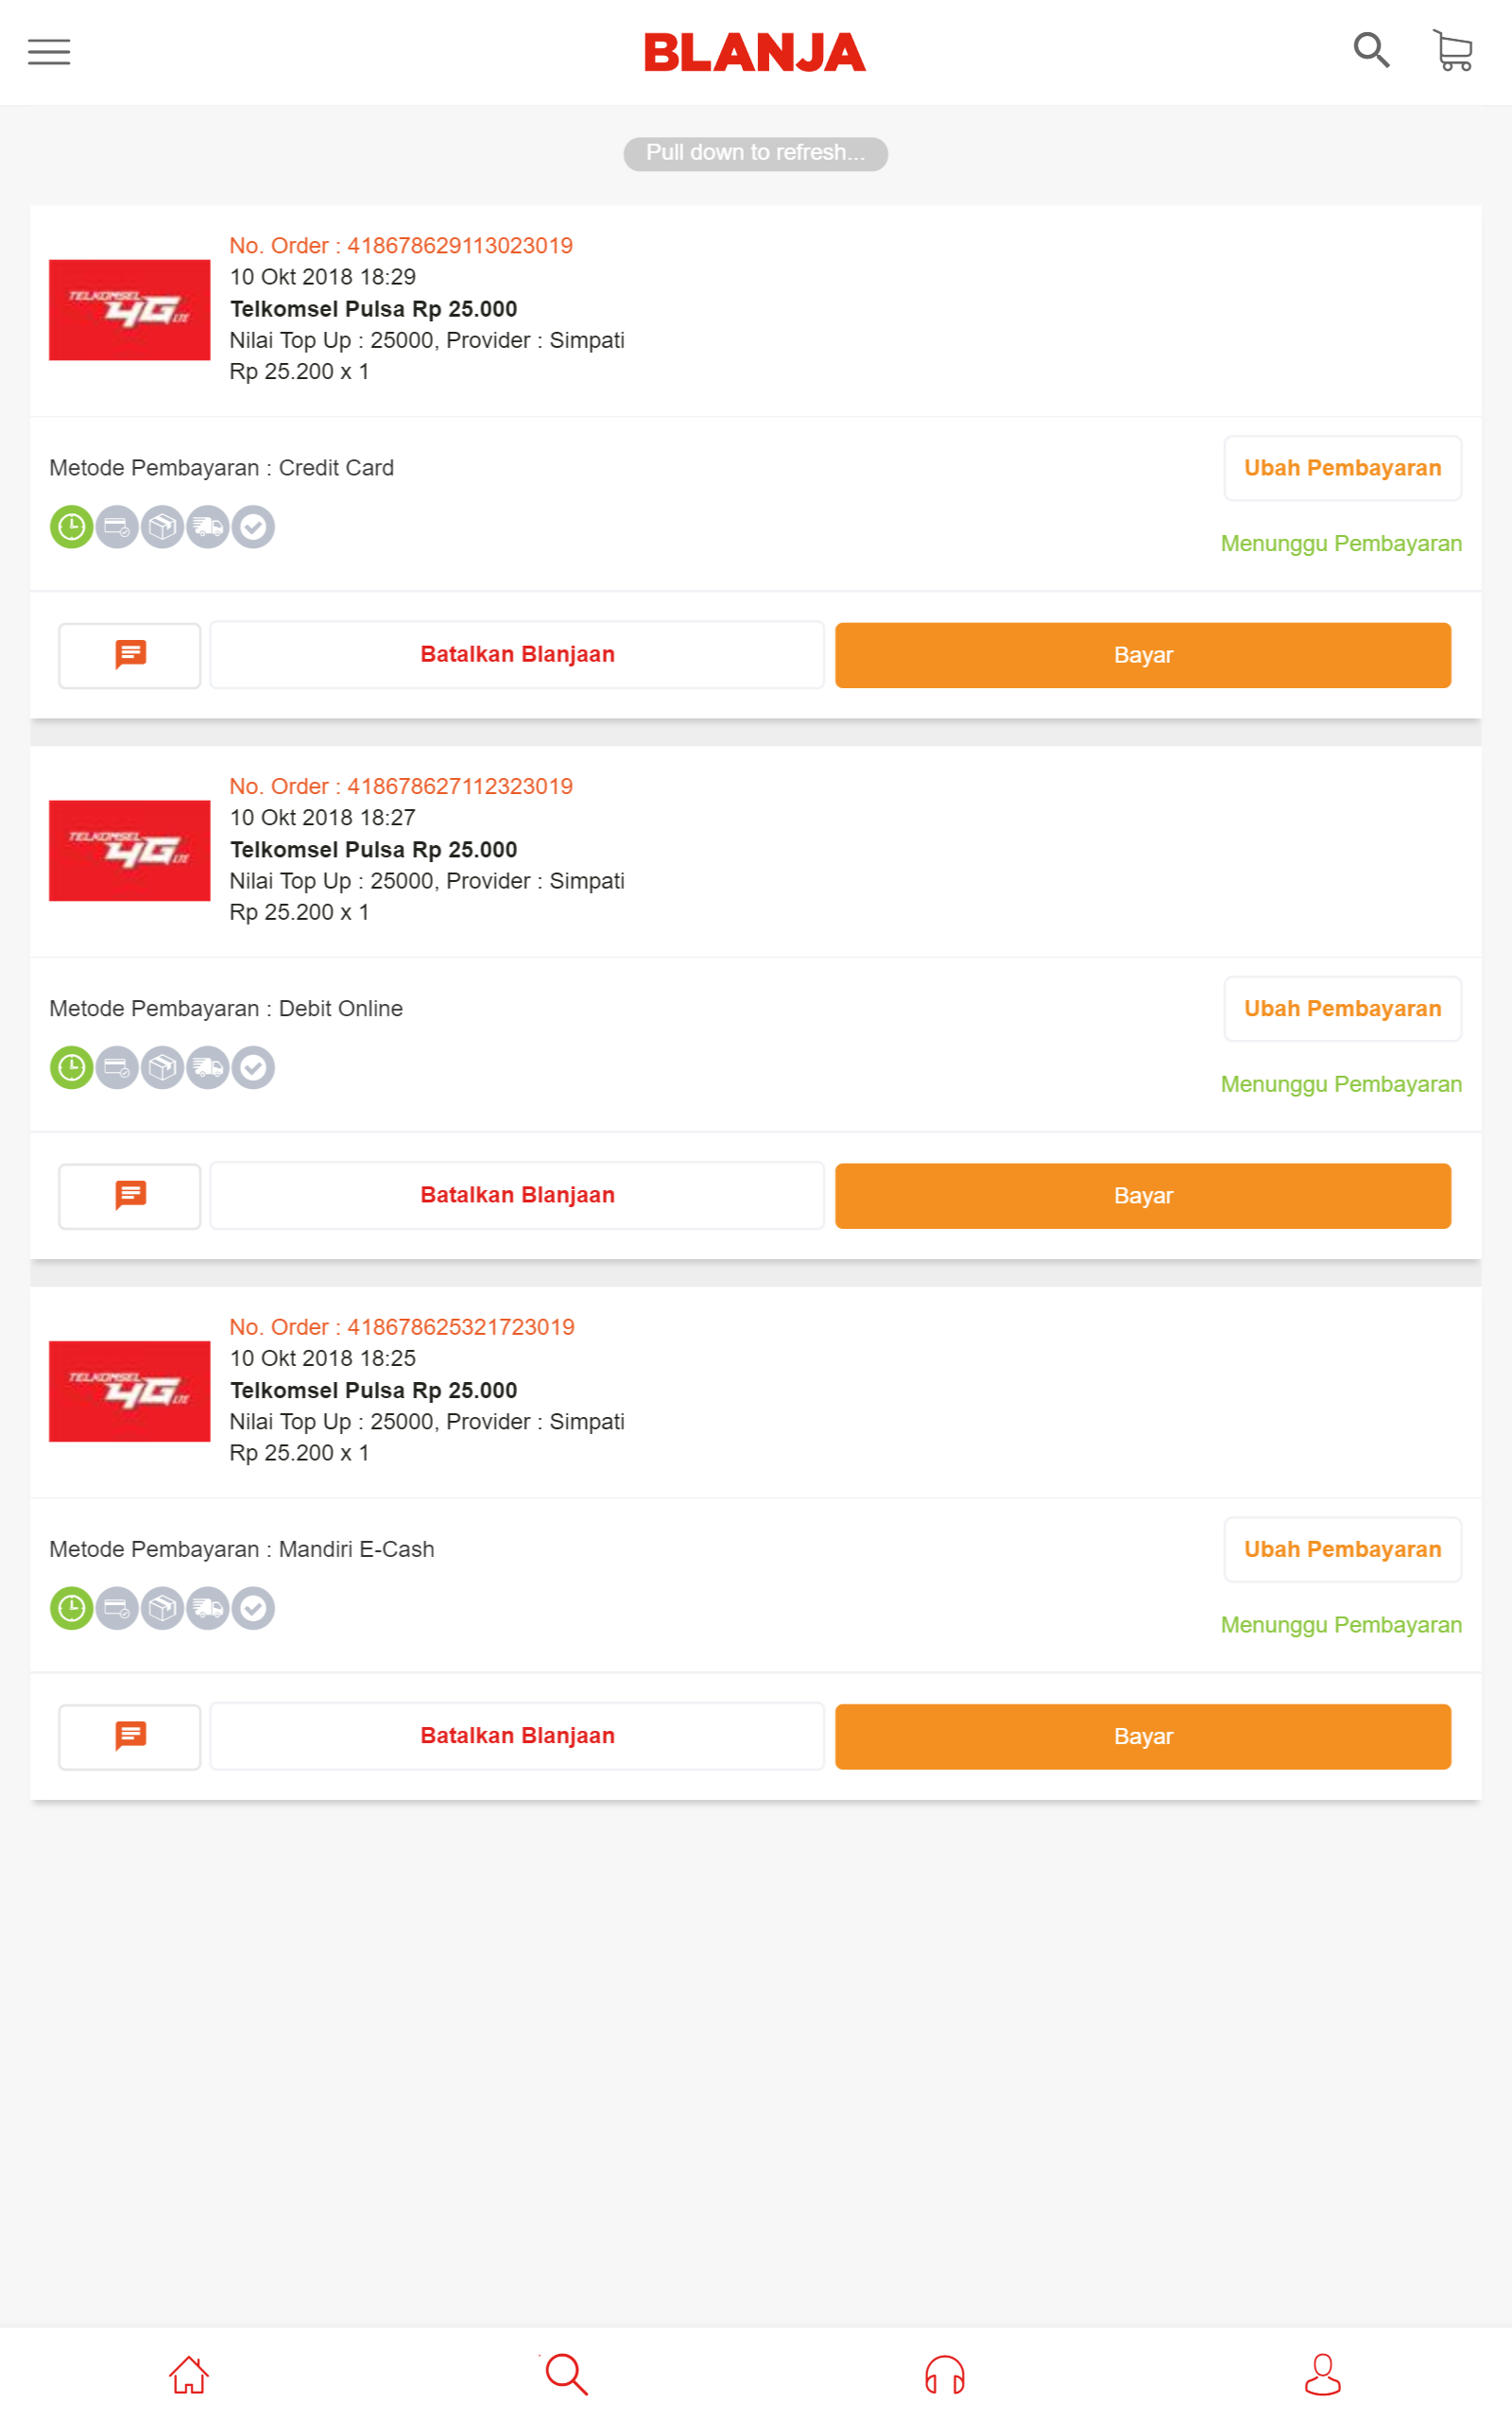 BLANJA
Pull down to refresh...
No. Order : 418678629113023019
10 Okt 2018 18:29
TELKOMSEL
4G LTE
Telkomsel Pulsa Rp 25.000
Nilai Top Up : 25000, Provider : Simpati
Rp 25.200 x 1
Metode Pembayaran : Credit Card
Ubah Pembayaran
Menunggu Pembayaran
Batalkan Blanjaan
Bayar
No. Order : 418678627112323019
10 Okt 2018 18:27
TELKOMSEL
4G LTE
Telkomsel Pulsa Rp 25.000
Nilai Top Up : 25000, Provider : Simpati
Rp 25.200 x 1
Metode Pembayaran : Debit Online
Ubah Pembayaran
Menunggu Pembayaran
Batalkan Blanjaan
Bayar
No. Order : 418678625321723019
10 Okt 2018 18:25
TELKOMSEL
4G LTE
Telkomsel Pulsa Rp 25.000
Nilai Top Up : 25000, Provider : Simpati
Rp 25.200 x 1
Metode Pembayaran : Mandiri E-Cash
Ubah Pembayaran
Menunggu Pembayaran
Batalkan Blanjaan
Bayar